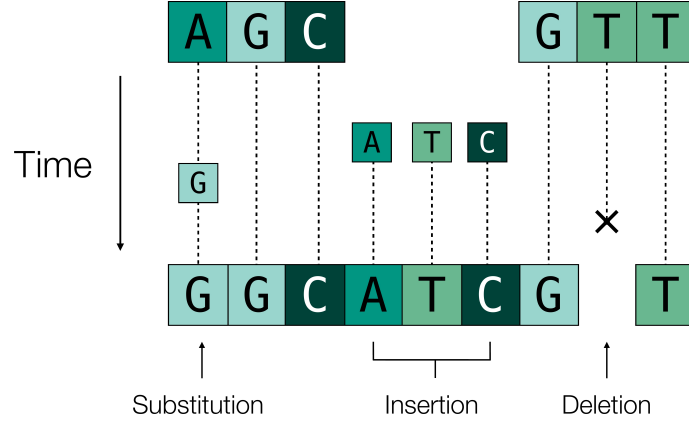 A G C G T T
A T C
Time
G
G G C A T C G T
Substitution Insertion Deletion